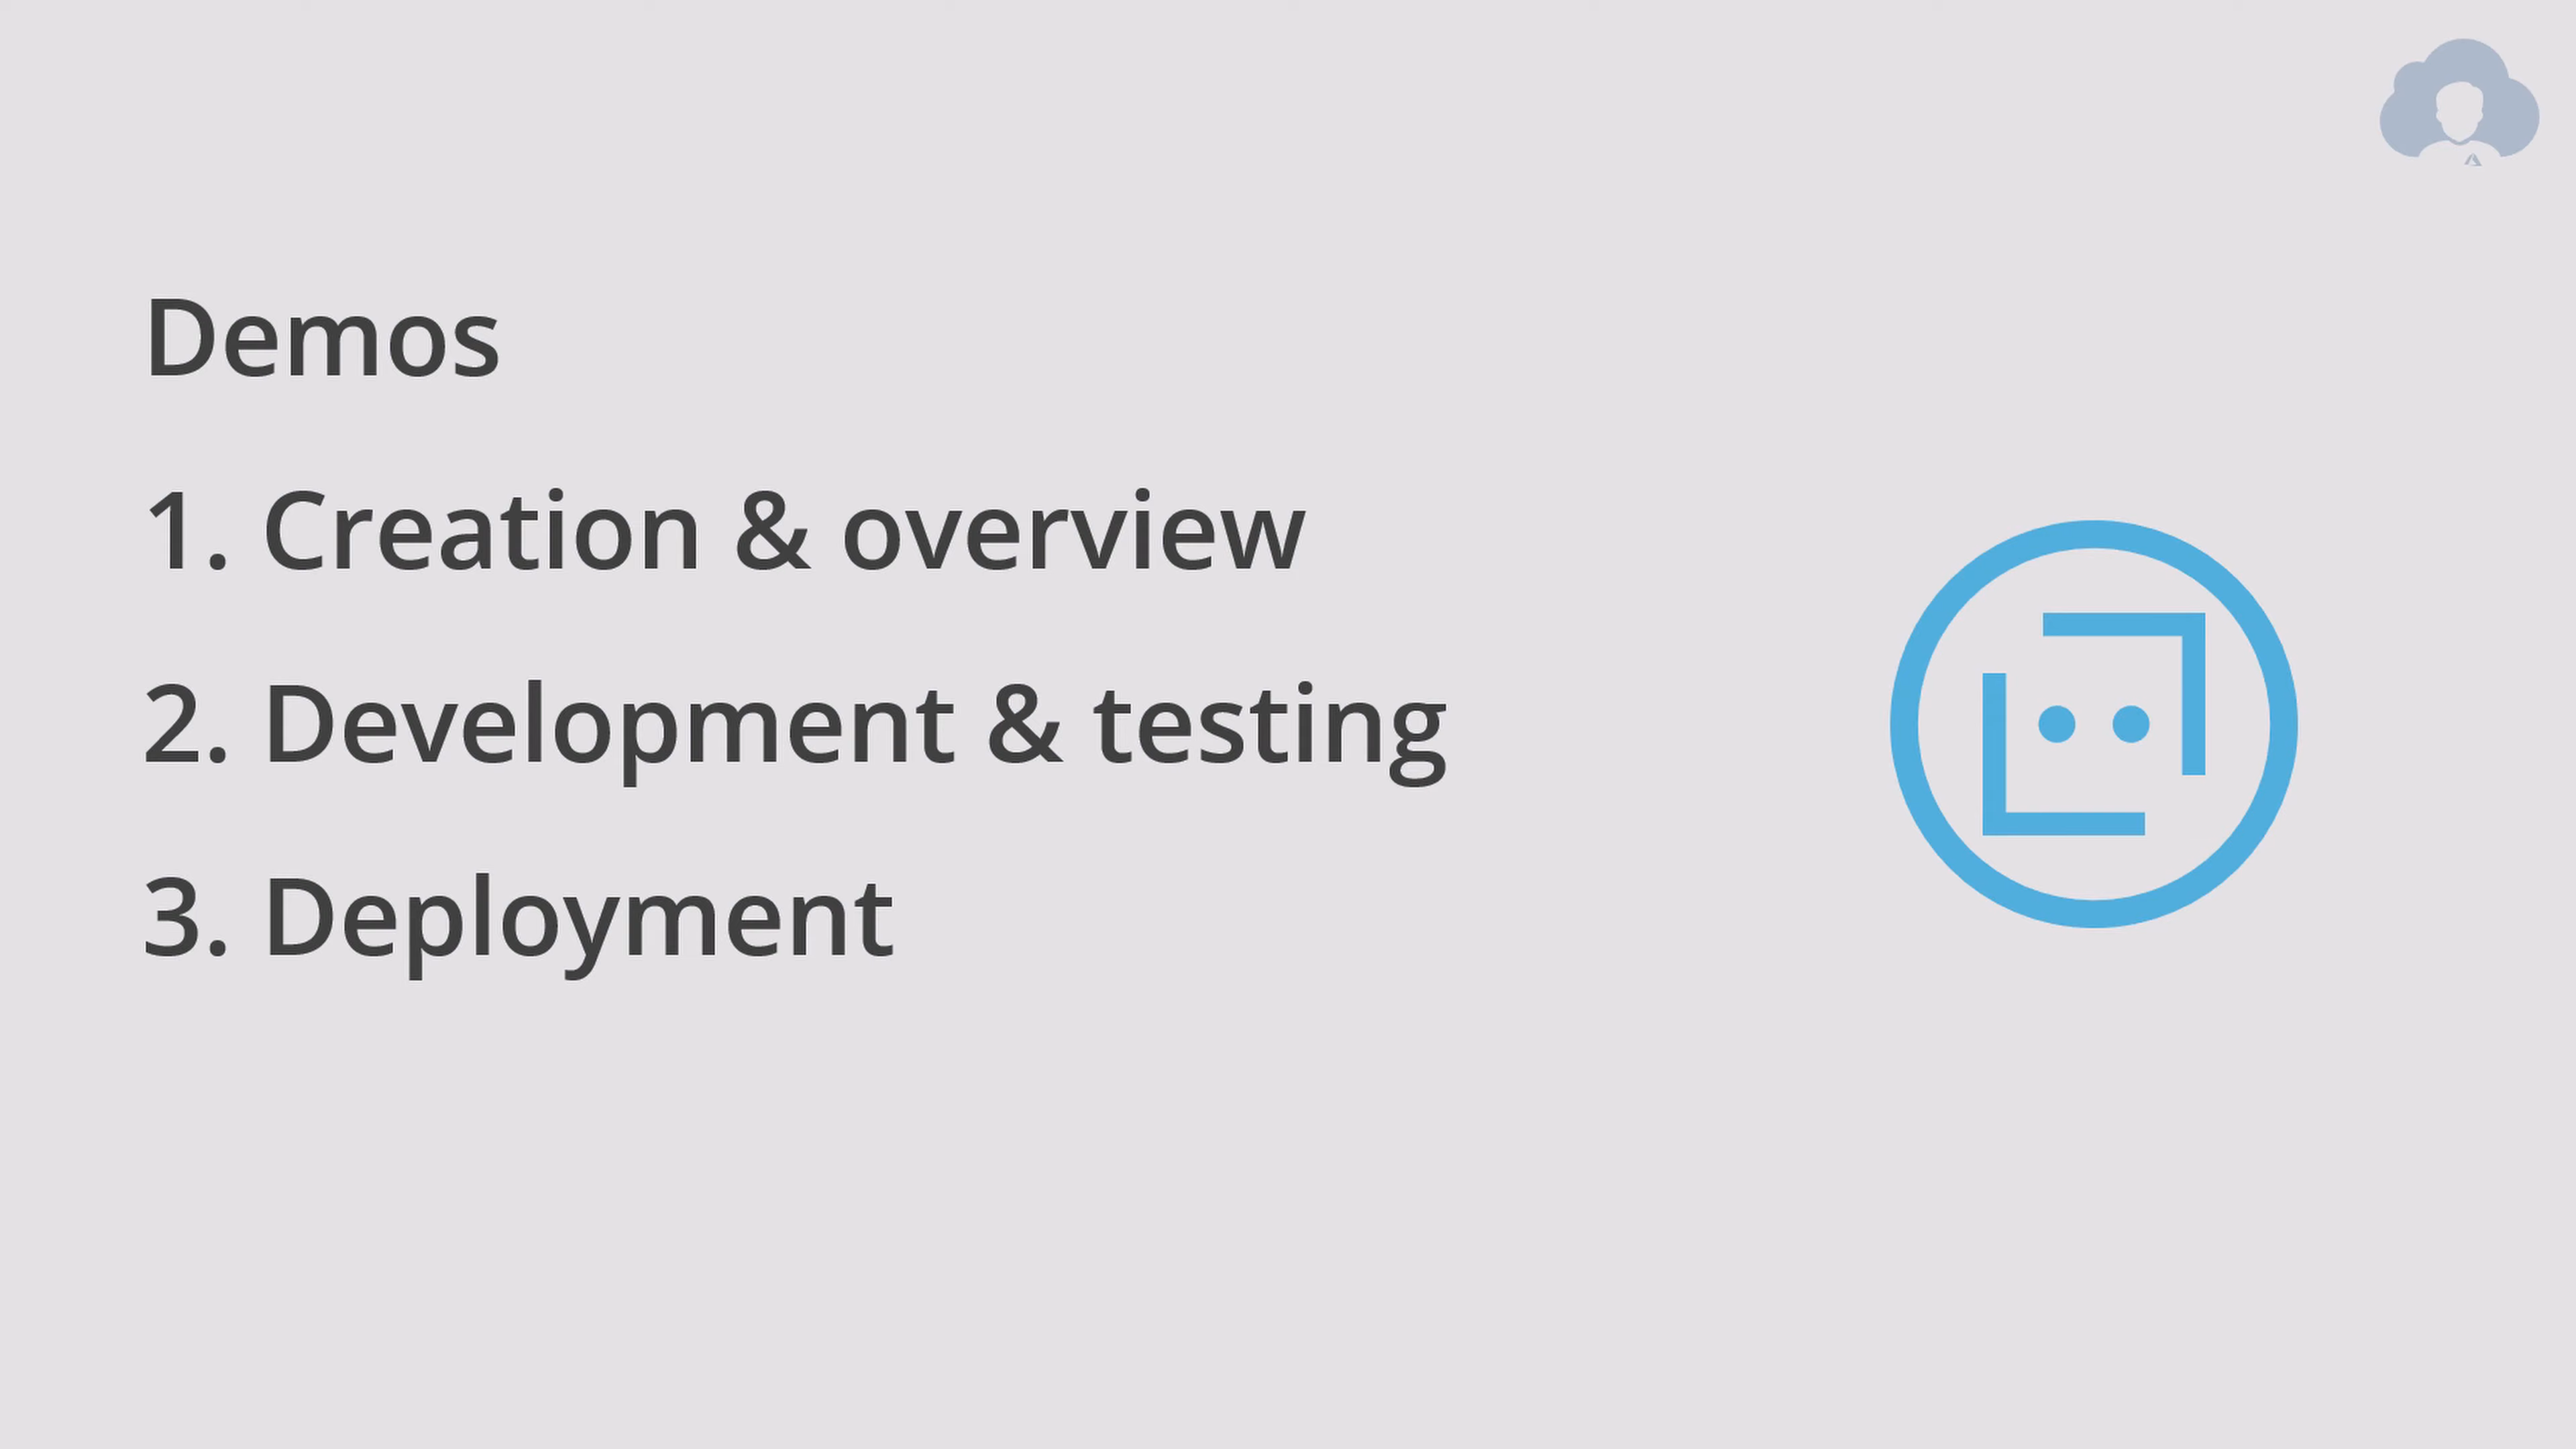 Demos
1. Creation & overview
2. Development & testing
3. Deployment